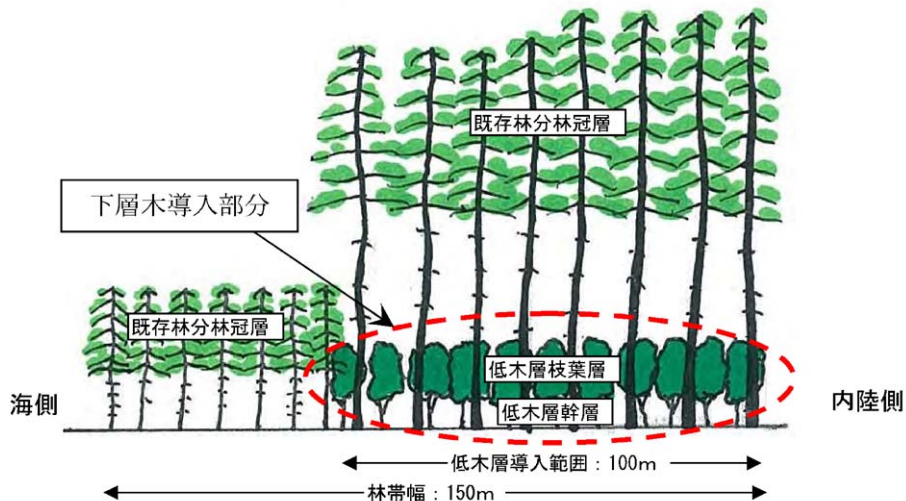 既存林分林冠層
下層木導入部分
既存林分林冠層
低木層枝葉層
低木層幹層
海側
内陸側
低木層導入範囲：100m
林帯幅：150m